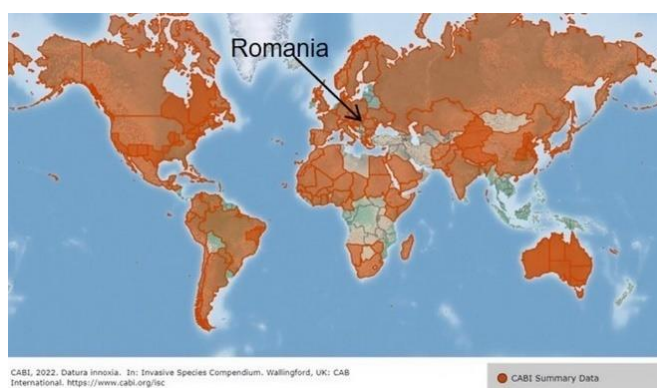 Romania
CABI, 2022. Datura innoxia. In: Invasive Species Compendium. Wallingford, UK: CAB
International. https://www.cabi.org/isc
CABI Summary Data